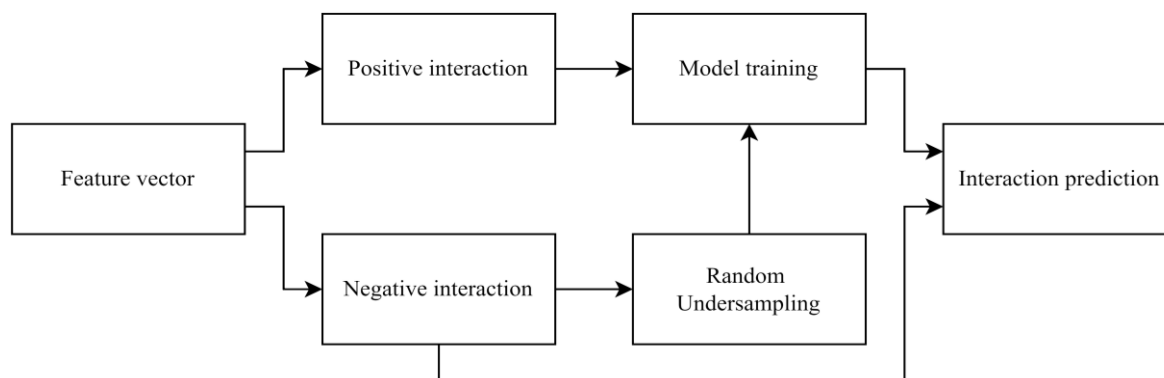 Positive interaction
Model training
Feature vector
Interaction prediction
Negative interaction
Random
Undersampling